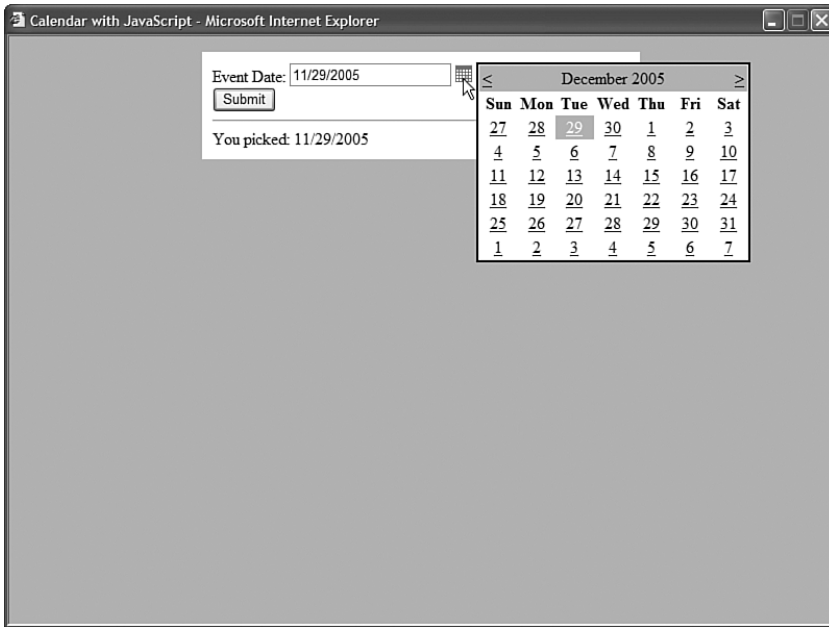 Calendar with JavaScript - Microsoft Internet Explorer
Event Date: 11/29/2005
Submit
You picked: 11/29/2005
< December 2005 >
Sun Mon Tue Wed Thu Fri Sat
27 28 29 30 1 2 3
4 5 6 7 8 9 10
11 12 13 14 15 16 17
18 19 20 21 22 23 24
25 26 27 28 29 30 31
1 2 3 4 5 6 7